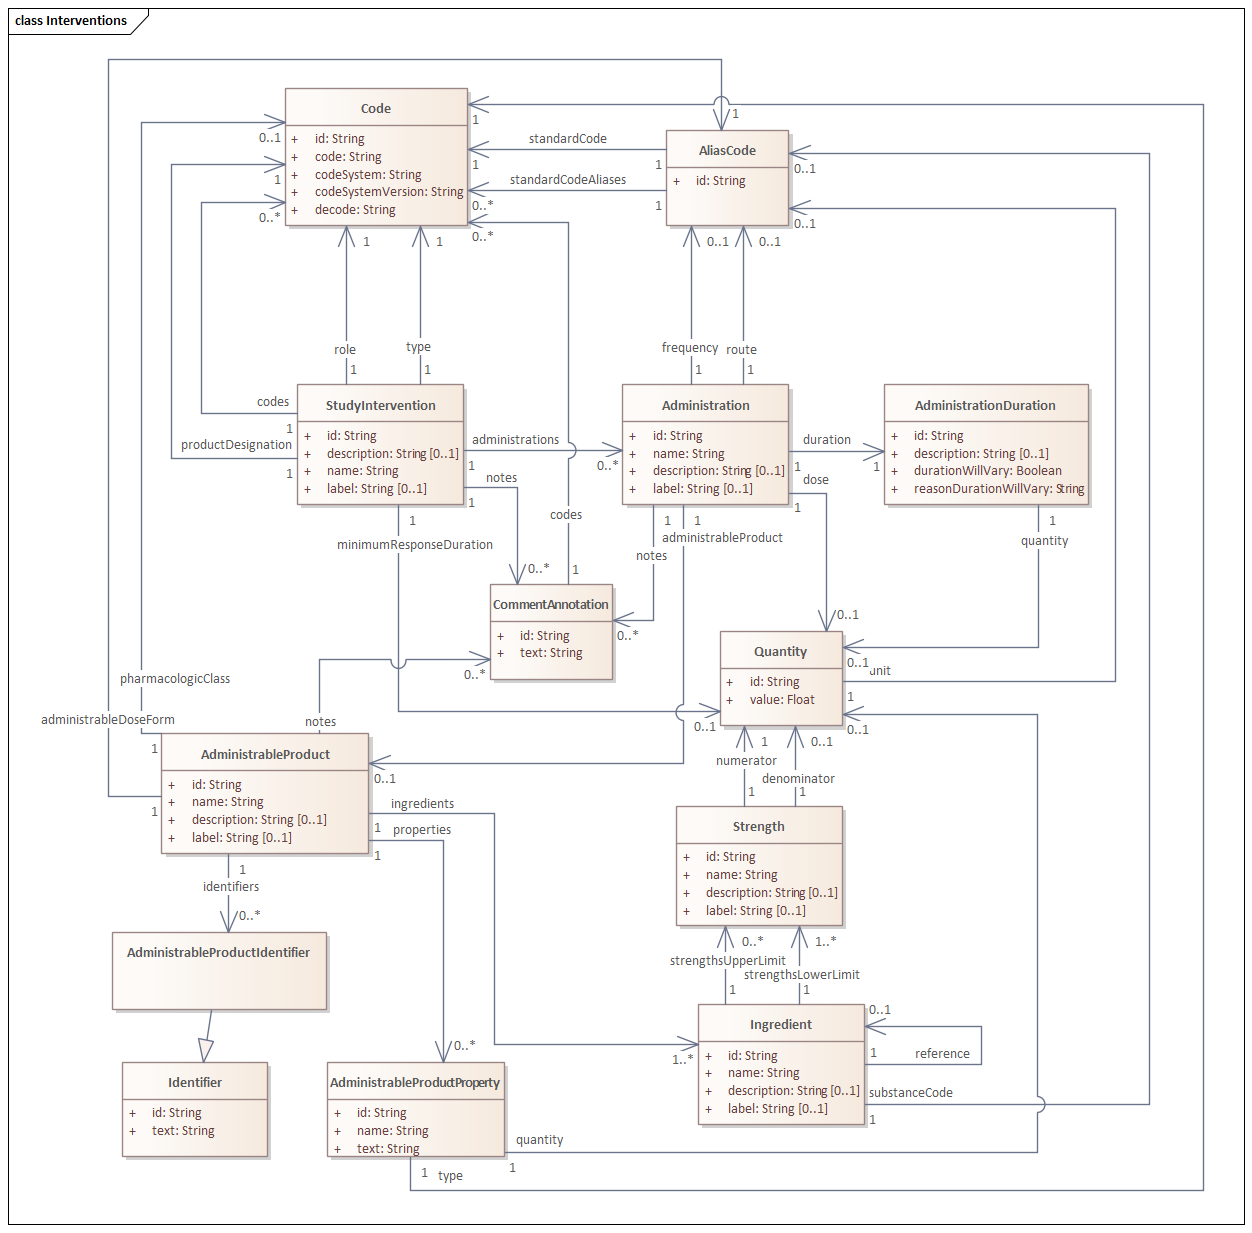 class Interventions
Code
+ id: String
+ code: String
+ codeSystem: String
+ codeSystemVersion: String
+ decode: String
AliasCode
+ id: String
standardCode
standardCodeAliases
1
0..1
1
0..*
1
1
0..*
0..*
1
1
1
0..1
0..1
1
1
0..1
0..1
role
type
1
1
frequency
route
1
1
codes
1
productDesignation
1
StudyIntervention
+ id: String
+ description: String [0..1]
+ name: String
+ label: String [0..1]
administrations
1
0..*
notes
1
0..*
Administration
+ id: String
+ name: String
+ description: String [0..1]
+ label: String [0..1]
duration
1
1
dose
1
0..1
AdministrationDuration
+ id: String
+ description: String [0..1]
+ durationWillVary: Boolean
+ reasonDurationWillVary: String
1
quantity
0..1
codes
1
1
minimumResponseDuration
0..1
1
notes
0..*
1
administrableProduct
0..1
CommentAnnotation
+ id: String
+ text: String
0..*
notes
Quantity
+ id: String
+ value: Float
unit
1
0..1
pharmacologicClass
1
administrableDoseForm
1
AdministrableProduct
+ id: String
+ name: String
+ description: String [0..1]
+ label: String [0..1]
ingredients
1
properties
1
1
numerator
1
0..1
denominator
1
Strength
+ id: String
+ name: String
+ description: String [0..1]
+ label: String [0..1]
1
identifiers
0..*
AdministrableProductIdentifier
0..*
strengthsUpperLimit
1
1..*
strengthsLowerLimit
1
Ingredient
+ id: String
+ name: String
+ description: String [0..1]
+ label: String [0..1]
0..1
1
reference
substanceCode
1
1..*
0..*
Identifier
+ id: String
+ text: String
AdministrableProductProperty
+ id: String
+ name: String
+ text: String
quantity
1
1
type